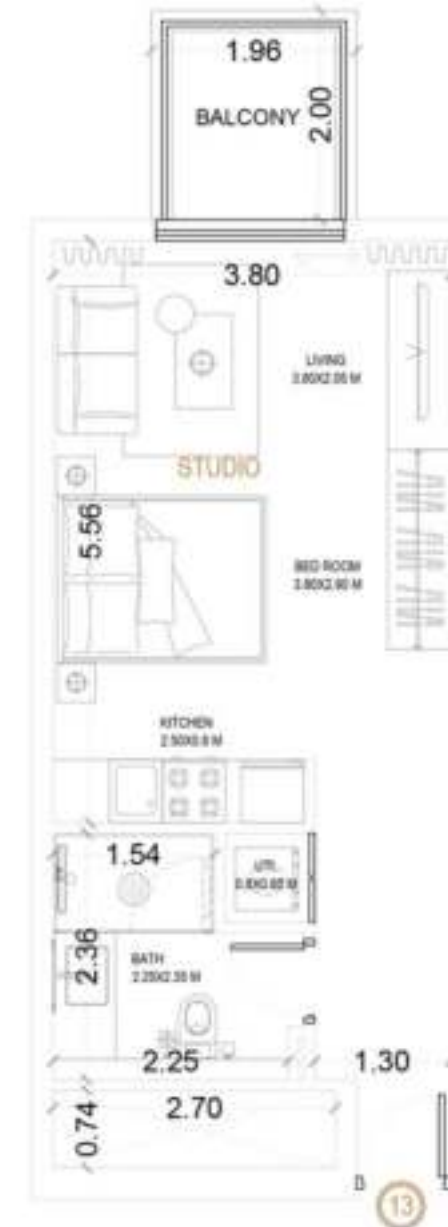 1.96
BALCONY
2.00
3.80
LIVING
STUDIO
5.56
BED ROOM
KITCHEN
1.54
UTIL.
2.36
BATH
2.25
1.30
0.74
2.70
13